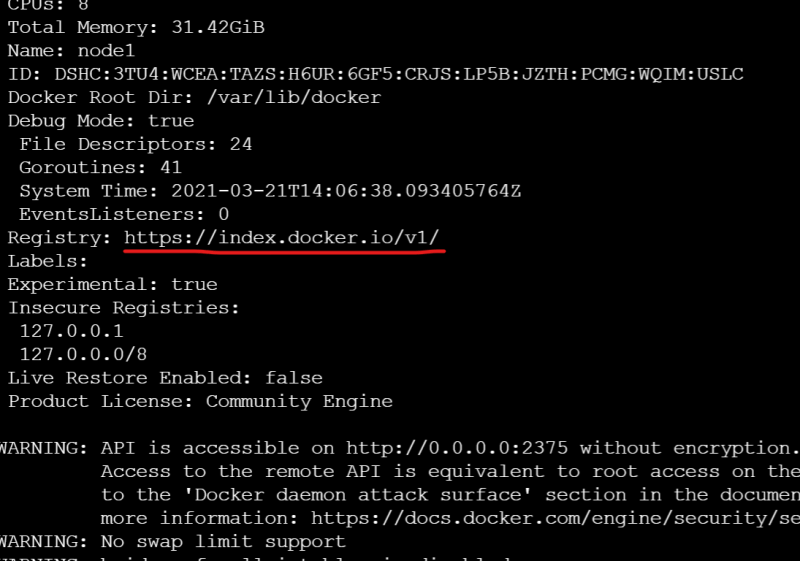 CPUs: 8
Total Memory: 31.42GiB
Name: node1
ID: DSHC:3TU4:WCEA:TAZS:H6UR:6GF5:CRJS:LP5B:JZTH:PCMG:WQIM:USLC
Docker Root Dir: /var/lib/docker
Debug Mode: true
File Descriptors: 24
Goroutines: 41
System Time: 2021-03-21T14:06:38.093405764Z
EventsListeners: 0
Registry: https://index.docker.io/v1/
Labels:
Experimental: true
Insecure Registries:
127.0.0.1
127.0.0.0/8
Live Restore Enabled: false
Product License: Community Engine
WARNING: API is accessible on http://0.0.0.0:2375 without encryption.
Access to the remote API is equivalent to root access on the
to the 'Docker daemon attack surface' section in the documen
more information: https://docs.docker.com/engine/security/se
WARNING: No swap limit support